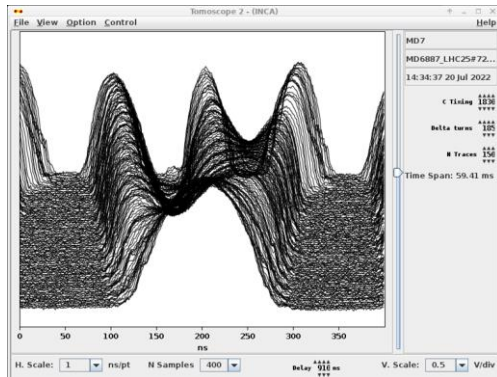 Tomoscope 2 - (INCA)
File View Option Control Help
MD7
MD6887_LHC25#72...
14:34:37 20 Jul 2022
C Timing 1830
Delta turns 185
N Traces 150
Time Span: 59.41 ms
0 50 100 150 200 250 300 350
ns
H. Scale: 1 ns/pt N Samples 400 Delay 910 ns V. Scale: 0.5 V/div